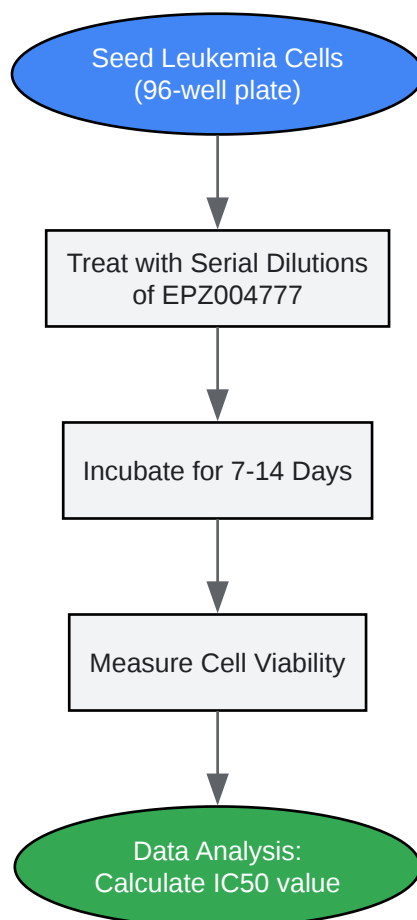 Seed Leukemia Cells
(96-well plate)
Treat with Serial Dilutions
of EPZ004777
Incubate for 7-14 Days
Measure Cell Viability
Data Analysis:
Calculate IC50 value